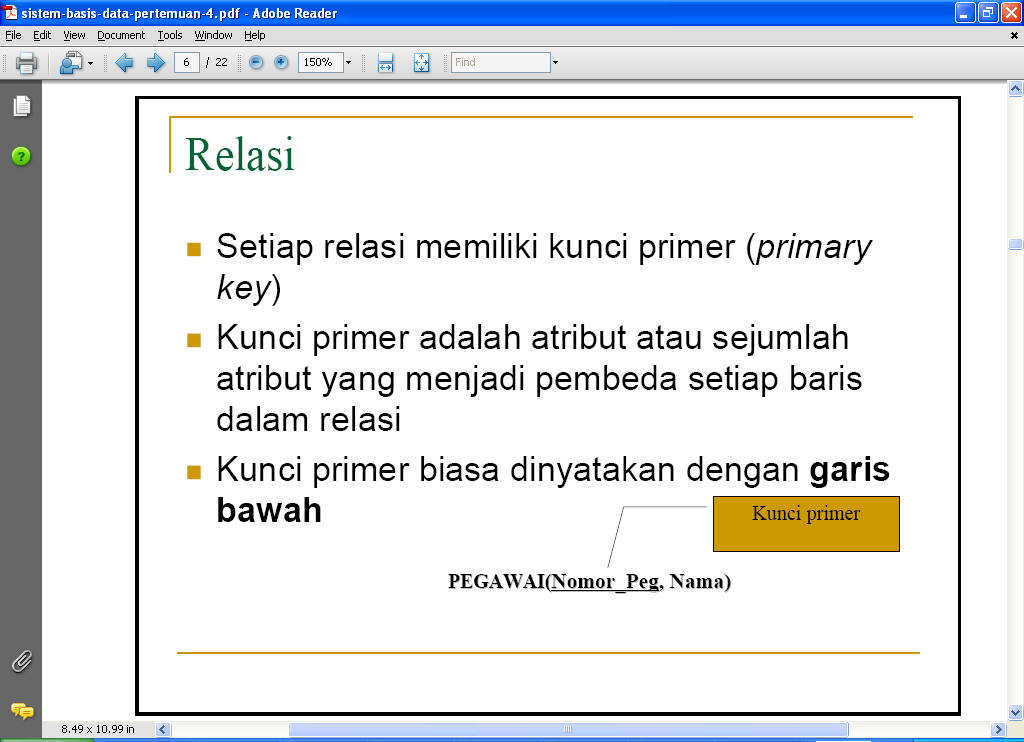 sistem-basis-data-pertemuan-4.pdf - Adobe Reader
File Edit View Document Tools Window Help
6 / 22 150% Find
Relasi
Setiap relasi memiliki kunci primer (primary
key)
Kunci primer adalah atribut atau sejumlah
atribut yang menjadi pembeda setiap baris
dalam relasi
Kunci primer biasa dinyatakan dengan garis
bawah
Kunci primer
PEGAWAI(Nomor_Peg, Nama)
8.49 x 10.99 in